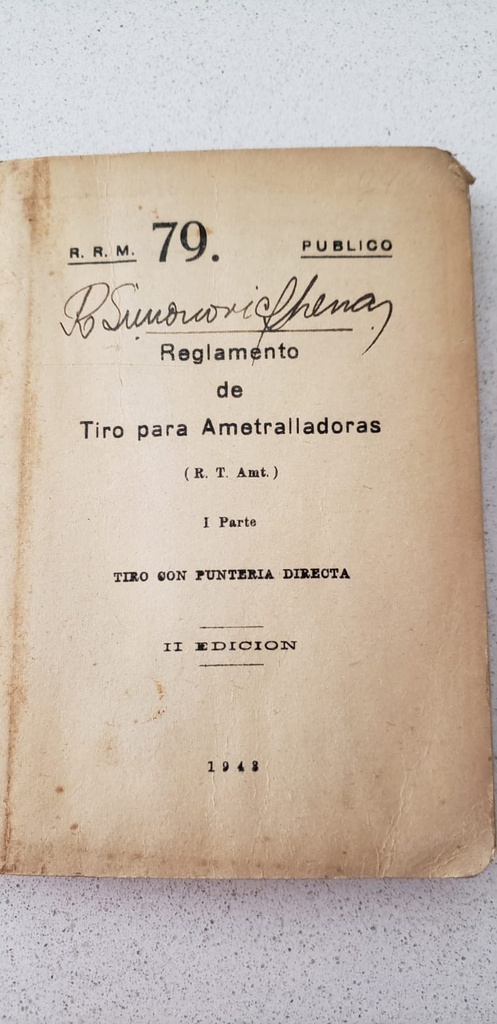 R. R. M. 79. PUBLICO
Reglamento
de
Tiro para Ametralladoras
(R. T. Amt.)
I Parte
TIRO CON PUNTERIA DIRECTA
II EDICION
1943